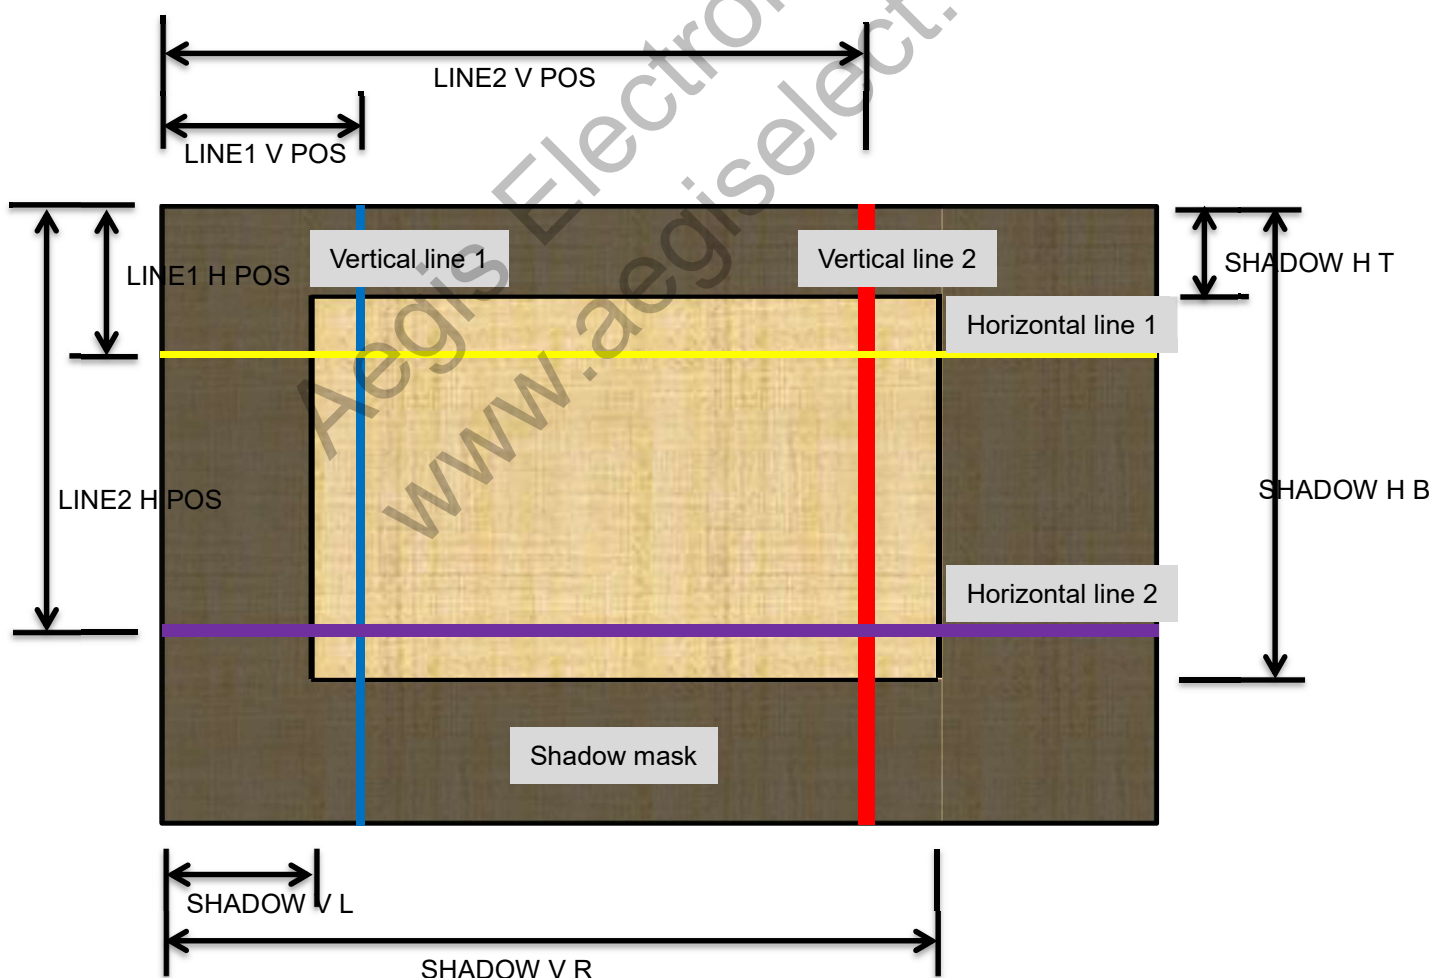 LINE2 V POS
LINE1 V POS
Aegis Electro
www.aegiselect.
Vertical line 1
Vertical line 2
SHADOW H T
LINE1 H POS
Horizontal line 1
LINE2 H POS
SHADOW H B
Horizontal line 2
Shadow mask
SHADOW V L
SHADOW V R